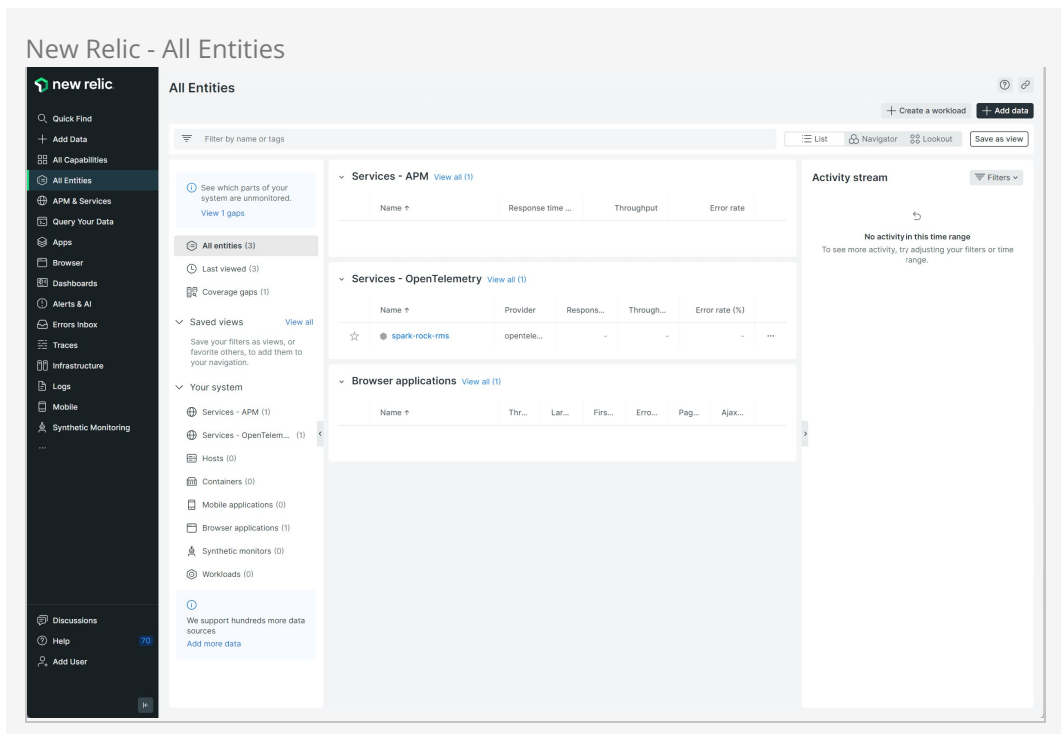 New Relic - All Entities
new relic.
Quick Find
Add Data
All Capabilities
All Entities
APM & Services
Query Your Data
Apps
Browser
Dashboards
Alerts & AI
Errors Inbox
Traces
Infrastructure
Logs
Mobile
Synthetic Monitoring
...
Discussions
Help 70
Add User
All Entities
Create a workload
Add data
Filter by name or tags
List
Navigator
Lookout
Save as view
See which parts of your
system are unmonitored.
View 1 gaps
All entities (3)
Last viewed (3)
Coverage gaps (1)
Saved views View all
Save your filters as views, or
favorite others, to add them to
your navigation.
Your system
Services - APM (1)
Services - OpenTelem... (1)
Hosts (0)
Containers (0)
Mobile applications (0)
Browser applications (1)
Synthetic monitors (0)
Workloads (0)
We support hundreds more data
sources
Add more data
Services - APM View all (1)
Name ↑ Response time ... Throughput Error rate
Services - OpenTelemetry View all (1)
Name ↑ Provider Respons... Through... Error rate (%)
spark-rock-rms opentele... - - - ...
Browser applications View all (1)
Name ↑ Thr... Lar... Firs... Erro... Pag... Ajax...
Activity stream
Filters
No activity in this time range
To see more activity, try adjusting your filters or time
range.